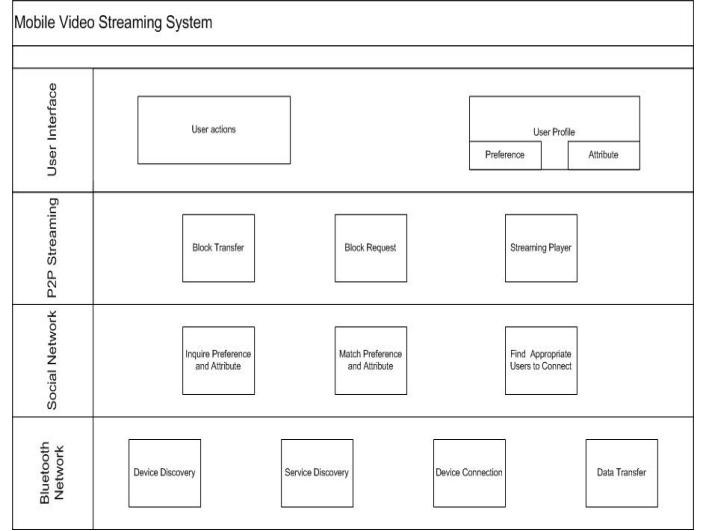 Mobile Video Streaming System
User Interface
User actions
User Profile
Preference
Attribute
P2P Streaming
Block Transfer
Block Request
Streaming Player
Social Network
Inquire Preference
and Attribute
Match Preference
and Attribute
Find Appropriate
Users to Connect
Bluetooth
Network
Device Discovery
Service Discovery
Device Connection
Data Transfer